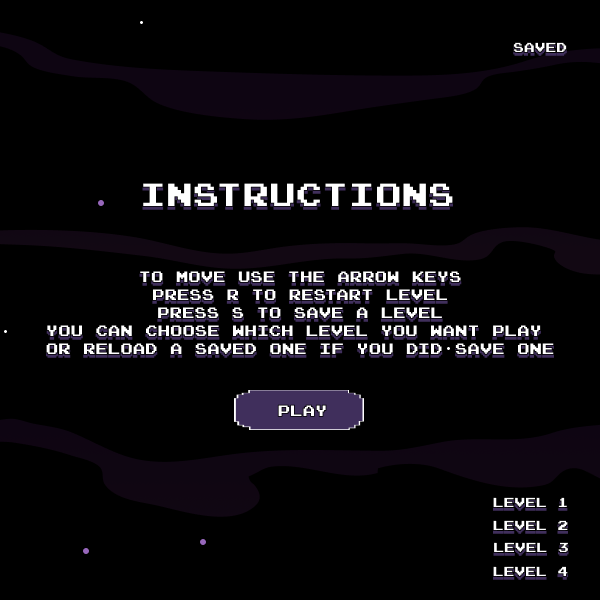 SAVED
INSTRUCTIONS
TO MOVE USE THE ARROW KEYS
PRESS R TO RESTART LEVEL
PRESS S TO SAVE A LEVEL
YOU CAN CHOOSE WHICH LEVEL YOU WANT PLAY
OR RELOAD A SAVED ONE IF YOU DID SAVE ONE
PLAY
LEVEL 1
LEVEL 2
LEVEL 3
LEVEL 4